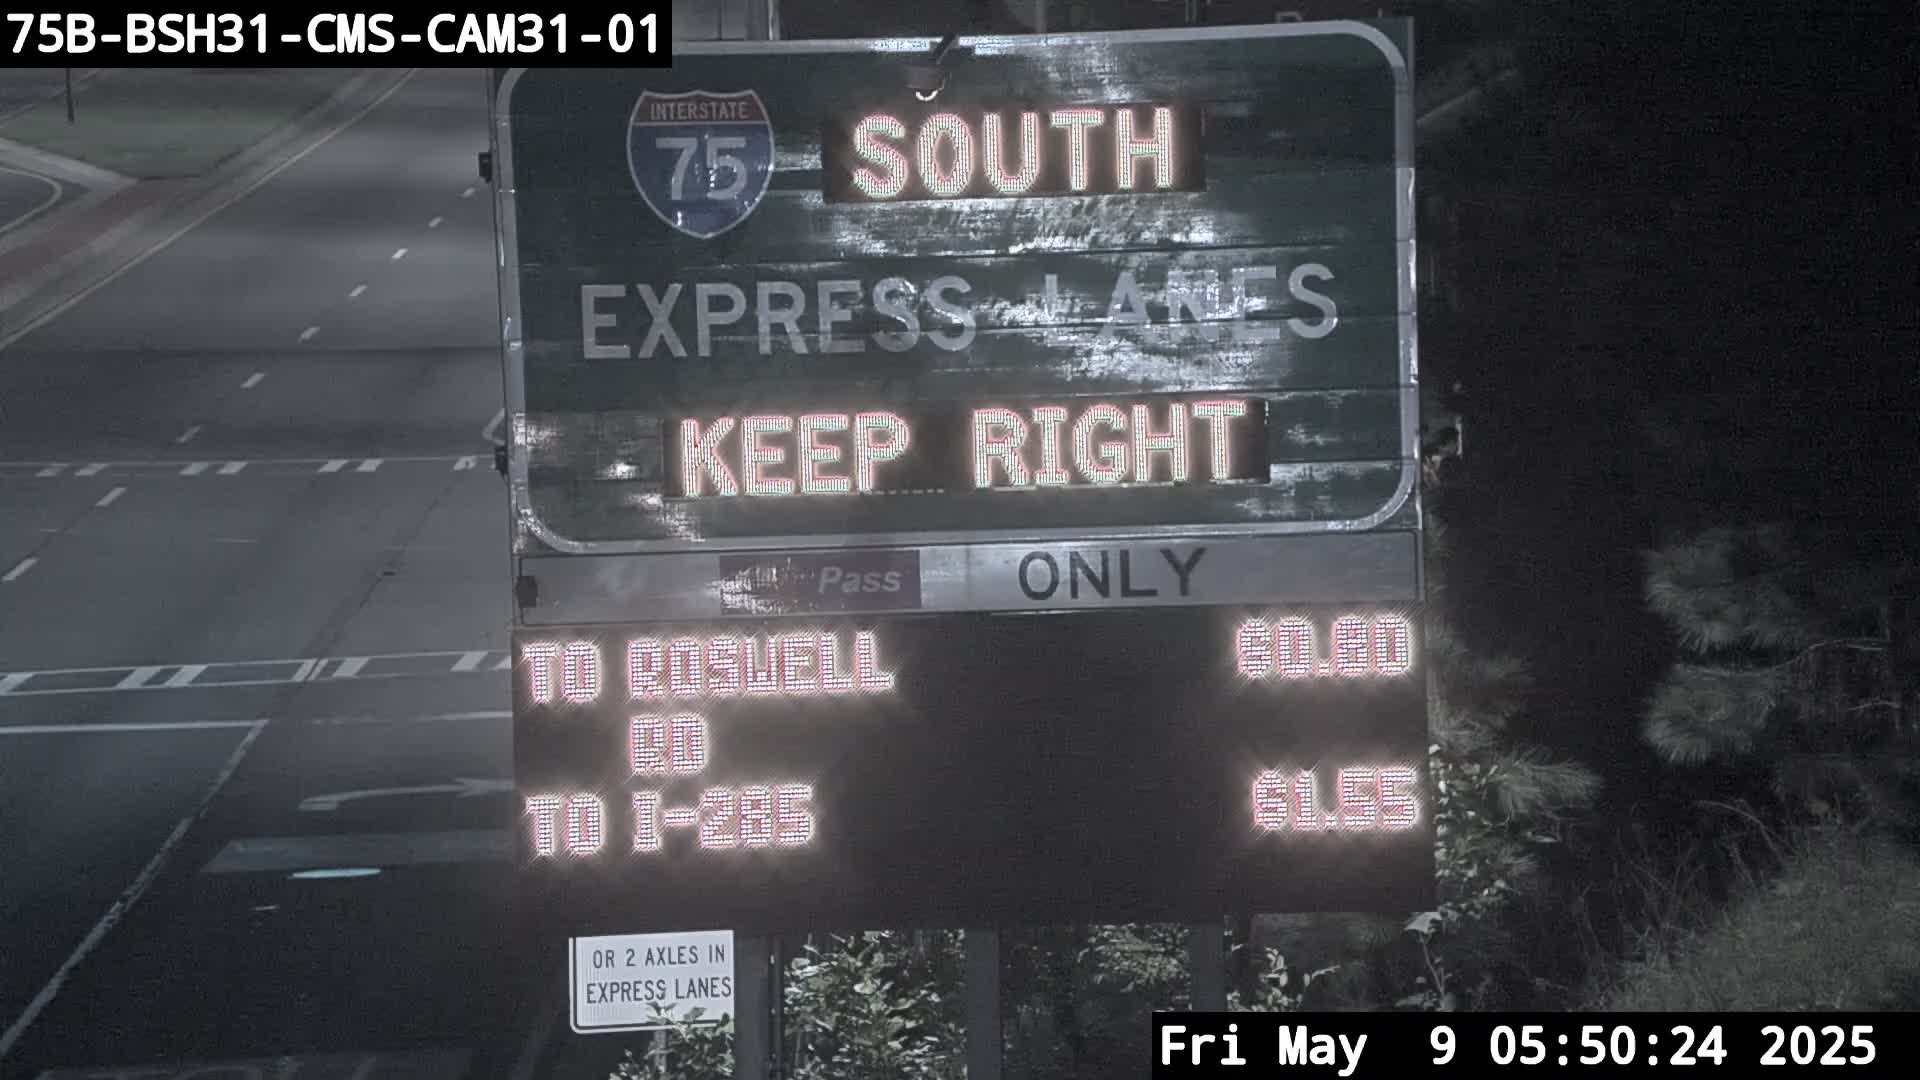 75B-BSH31-CMS-CAM31-01
INTERSTATE
75
SOUTH
EXPRESS LANES
KEEP RIGHT
Pass ONLY
TO ROSWELL $0.80
RD
TO I-285 $1.55
OR 2 AXLES IN
EXPRESS LANES
Fri May 9 05:50:24 2025